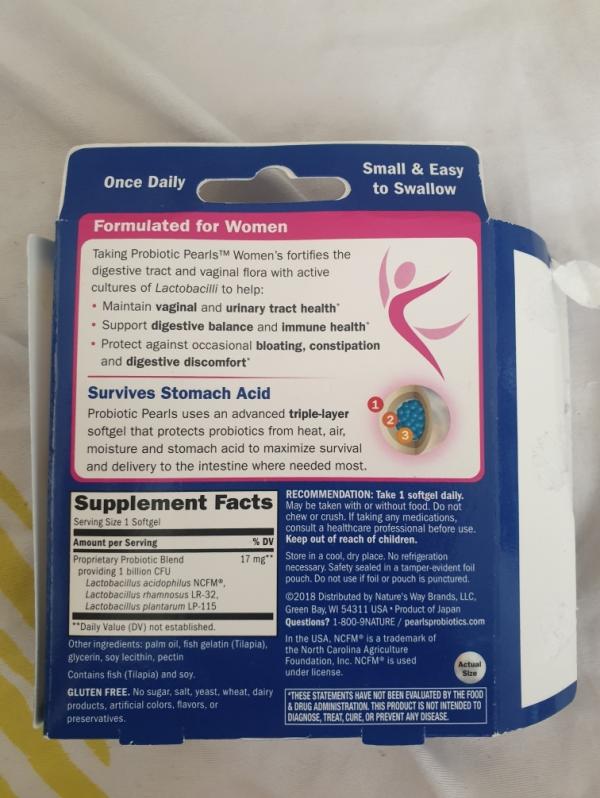 Once Daily
Small & Easy
to Swallow
Formulated for Women
Taking Probiotic Pearls™ Women's fortifies the
digestive tract and vaginal flora with active
cultures of Lactobacilli to help:
• Maintain vaginal and urinary tract health*
• Support digestive balance and immune health*
• Protect against occasional bloating, constipation
and digestive discomfort*
Survives Stomach Acid
Probiotic Pearls uses an advanced triple-layer
softgel that protects probiotics from heat, air,
moisture and stomach acid to maximize survival
and delivery to the intestine where needed most.
1
2
3
Supplement Facts
Serving Size 1 Softgel
Amount per Serving % DV
Proprietary Probiotic Blend 17 mg**
providing 1 billion CFU
Lactobacillus acidophilus NCFM®,
Lactobacillus rhamnosus LR-32,
Lactobacillus plantarum LP-115
**Daily Value (DV) not established.
Other ingredients: palm oil, fish gelatin (Tilapia),
glycerin, soy lecithin, pectin
Contains fish (Tilapia) and soy.
GLUTEN FREE. No sugar, salt, yeast, wheat, dairy
products, artificial colors, flavors, or
preservatives.
RECOMMENDATION: Take 1 softgel daily.
May be taken with or without food. Do not
chew or crush. If taking any medications,
consult a healthcare professional before use.
Keep out of reach of children.
Store in a cool, dry place. No refrigeration
necessary. Safety sealed in a tamper-evident foil
pouch. Do not use if foil or pouch is punctured.
©2018 Distributed by Nature's Way Brands, LLC,
Green Bay, WI 54311 USA • Product of Japan
Questions? 1-800-9NATURE / pearlsprobiotics.com
In the USA, NCFM® is a trademark of
the North Carolina Agriculture
Foundation, Inc. NCFM® is used
under license.
Actual
Size
*THESE STATEMENTS HAVE NOT BEEN EVALUATED BY THE FOOD
& DRUG ADMINISTRATION. THIS PRODUCT IS NOT INTENDED TO
DIAGNOSE, TREAT, CURE, OR PREVENT ANY DISEASE.